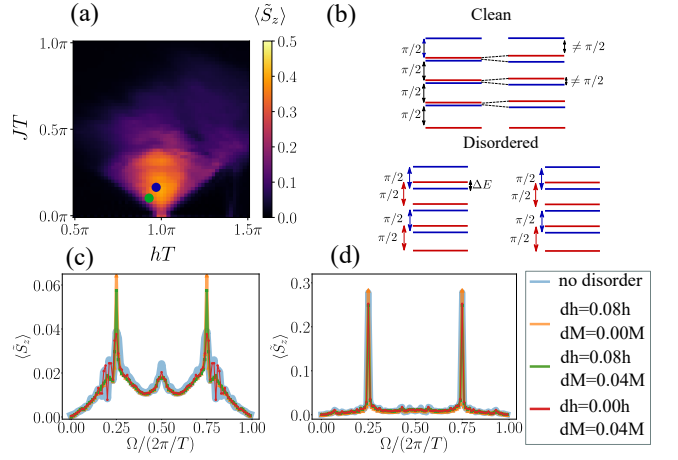 (a)
⟨S̃z⟩
JT
1.0π
0.5π
0.0π
0.5π
1.0π
1.5π
hT
0.5
0.4
0.3
0.2
0.1
0.0
(b)
Clean
π/2
π/2
π/2
π/2
≠ π/2
≠ π/2
Disordered
π/2
π/2
π/2
π/2
ΔE
π/2
π/2
π/2
π/2
(c)
⟨S̃z⟩
0.06
0.04
0.02
0.00
0.00
0.25
0.50
0.75
1.00
Ω/(2π/T)
(d)
⟨S̃z⟩
0.3
0.2
0.1
0.0
0.00
0.25
0.50
0.75
1.00
Ω/(2π/T)
no disorder
dh=0.08h
dM=0.00M
dh=0.08h
dM=0.04M
dh=0.00h
dM=0.04M